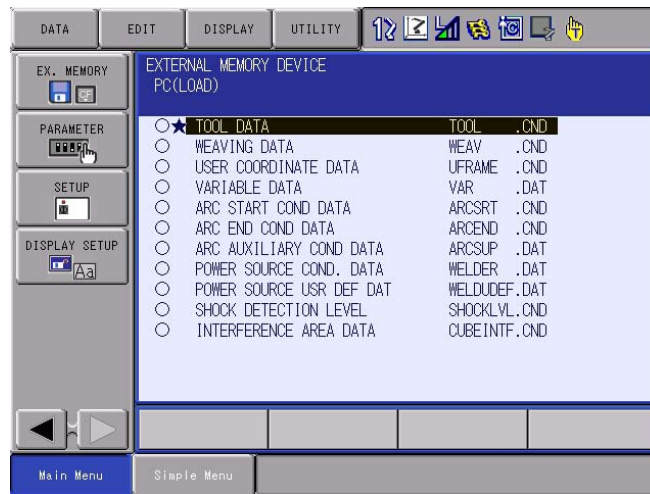 DATA EDIT DISPLAY UTILITY
EX. MEMORY
CF
PARAMETER
SETUP
DISPLAY SETUP
Aa
EXTERNAL MEMORY DEVICE
PC(LOAD)
○★ TOOL DATA TOOL .CND
○ WEAVING DATA WEAV .CND
○ USER COORDINATE DATA UFRAME .CND
○ VARIABLE DATA VAR .DAT
○ ARC START COND DATA ARCSRT .CND
○ ARC END COND DATA ARCEND .CND
○ ARC AUXILIARY COND DATA ARCSUP .DAT
○ POWER SOURCE COND. DATA WELDER .DAT
○ POWER SOURCE USR DEF DAT WELDUDEF.DAT
○ SHOCK DETECTION LEVEL SHOCKLVL.CND
○ INTERFERENCE AREA DATA CUBEINTF.CND
Main Menu Simple Menu